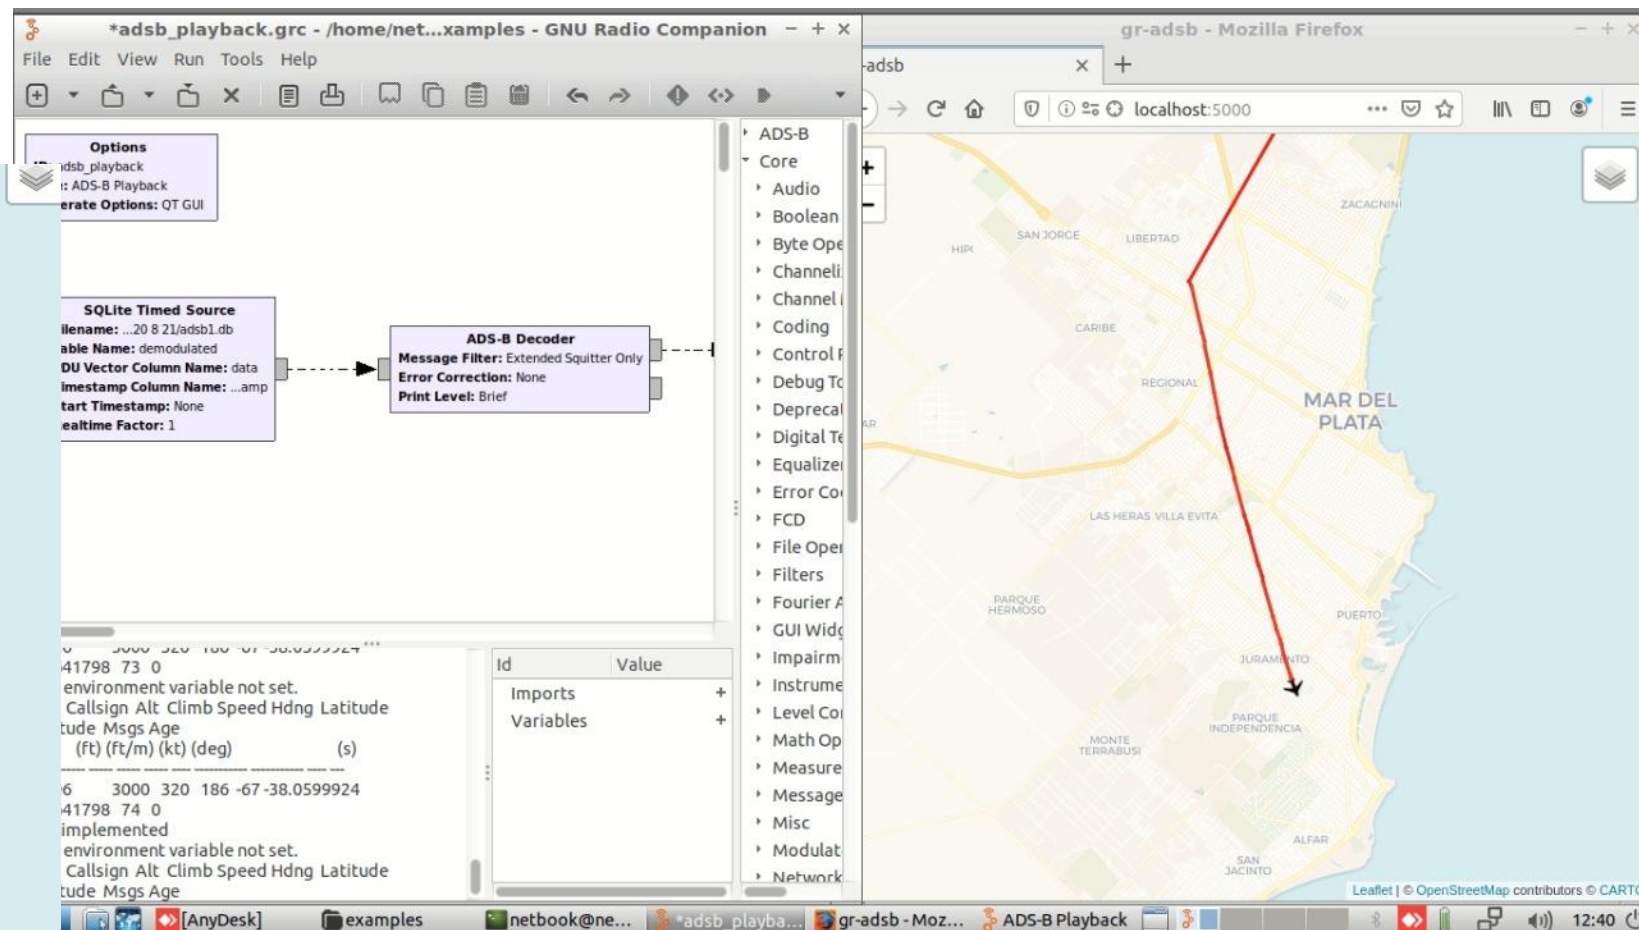 *adsb_playback.grc - /home/net...xamples - GNU Radio Companion
File Edit View Run Tools Help
Options
adsb_playback
: ADS-B Playback
erate Options: QT GUI
SQLite Timed Source
ilename: ...20 8 21/adsb1.db
able Name: demodulated
DU Vector Column Name: data
imestamp Column Name: ...amp
tart Timestamp: None
ealtime Factor: 1
ADS-B Decoder
Message Filter: Extended Squitter Only
Error Correction: None
Print Level: Brief
ADS-B
Core
Audio
Boolean
Byte Ope
Channeli
Channel
Coding
Control
Debug To
Depreca
Digital Te
Equalize
Error Co
FCD
File Oper
Filters
Fourier A
GUI Widg
Impairm
Instrume
Level Co
Math Op
Measure
Message
Misc
Modulat
Network
41798 73 0
environment variable not set.
Callsign Alt Climb Speed Hdng Latitude
tude Msgs Age
(ft) (ft/m) (kt) (deg) (s)
6 3000 320 186 -67 -38.0599924
41798 74 0
implemented
environment variable not set.
Callsign Alt Climb Speed Hdng Latitude
tude Msgs Age
Id Value
Imports +
Variables +
gr-adsb - Mozilla Firefox
-adsb
localhost:5000
+
−
ZACAGNINI
SAN JORGE
LIBERTAD
HIPI
CARIBE
REGIONAL
MAR DEL
PLATA
AR
LAS HERAS VILLA EVITA
PARQUE
HERMOSO
PUERTO
JURAMENTO
PARQUE
INDEPENDENCIA
MONTE
TERRABUSI
ALFAR
SAN
JACINTO
Leaflet | © OpenStreetMap contributors © CARTO
[AnyDesk] examples netbook@ne... *adsb_playba... gr-adsb - Moz... ADS-B Playback 12:40